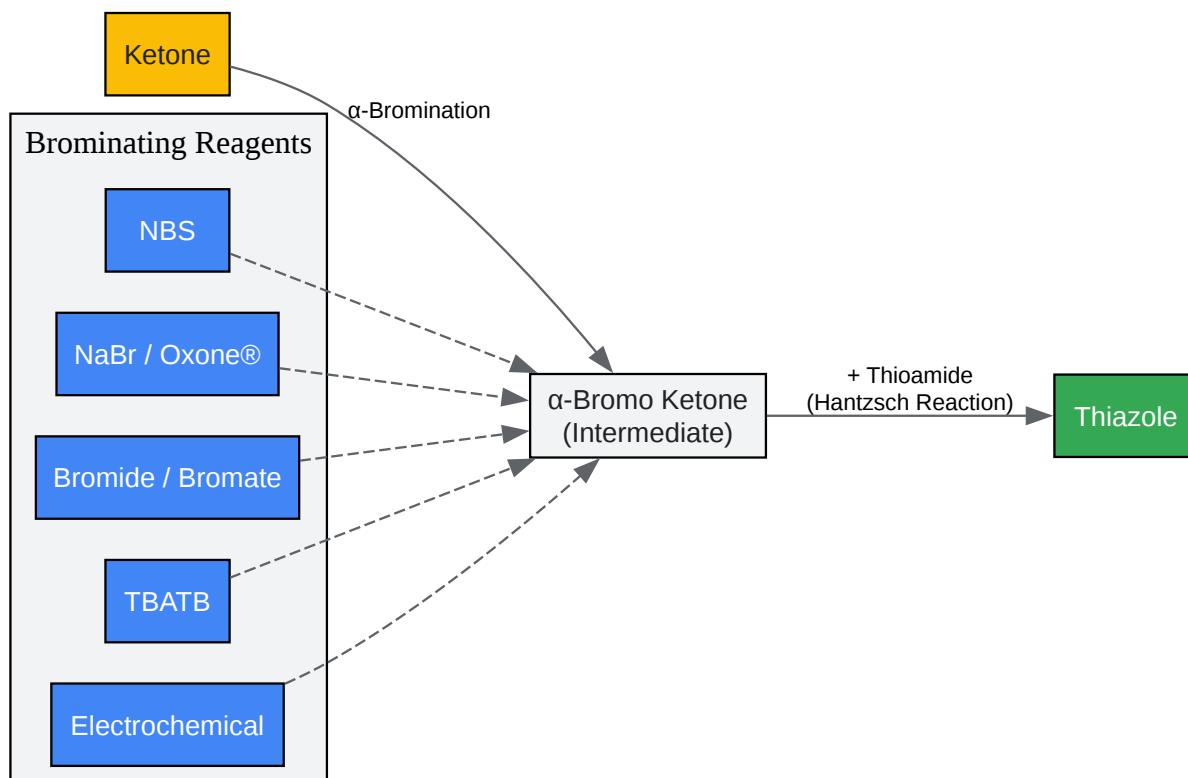 Ketone
α-Bromination
Brominating Reagents
NBS
NaBr / Oxone®
Bromide / Bromate
TBATB
Electrochemical
α-Bromo Ketone
(Intermediate)
+ Thioamide
(Hantzsch Reaction)
Thiazole